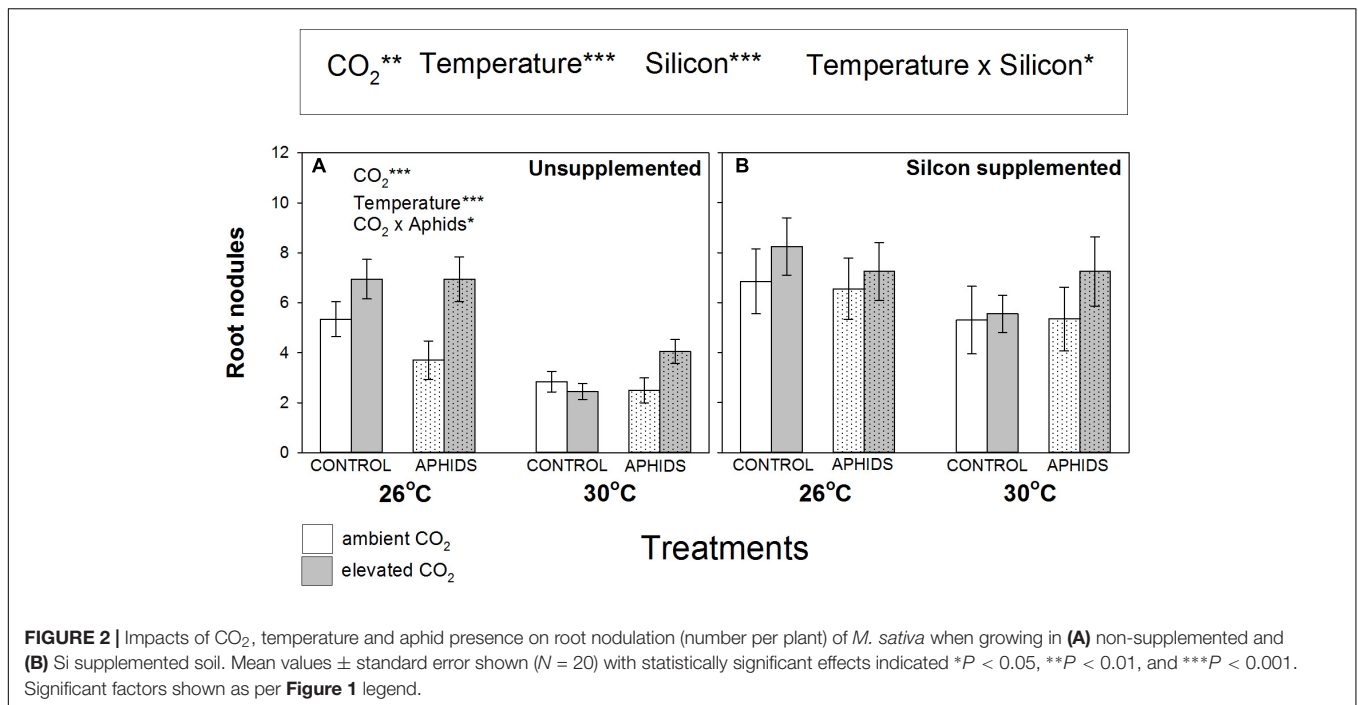 CO₂** Temperature*** Silicon*** Temperature x Silicon*
A Unsupplemented
CO₂***
Temperature***
CO₂ x Aphids*
B Silcon supplemented
12
10
8
6
4
2
0
Root nodules
CONTROL APHIDS CONTROL APHIDS CONTROL APHIDS CONTROL APHIDS
26°C 30°C 26°C 30°C
ambient CO₂
elevated CO₂
Treatments
FIGURE 2 | Impacts of CO₂, temperature and aphid presence on root nodulation (number per plant) of M. sativa when growing in (A) non-supplemented and
(B) Si supplemented soil. Mean values ± standard error shown (N = 20) with statistically significant effects indicated *P < 0.05, **P < 0.01, and ***P < 0.001.
Significant factors shown as per Figure 1 legend.